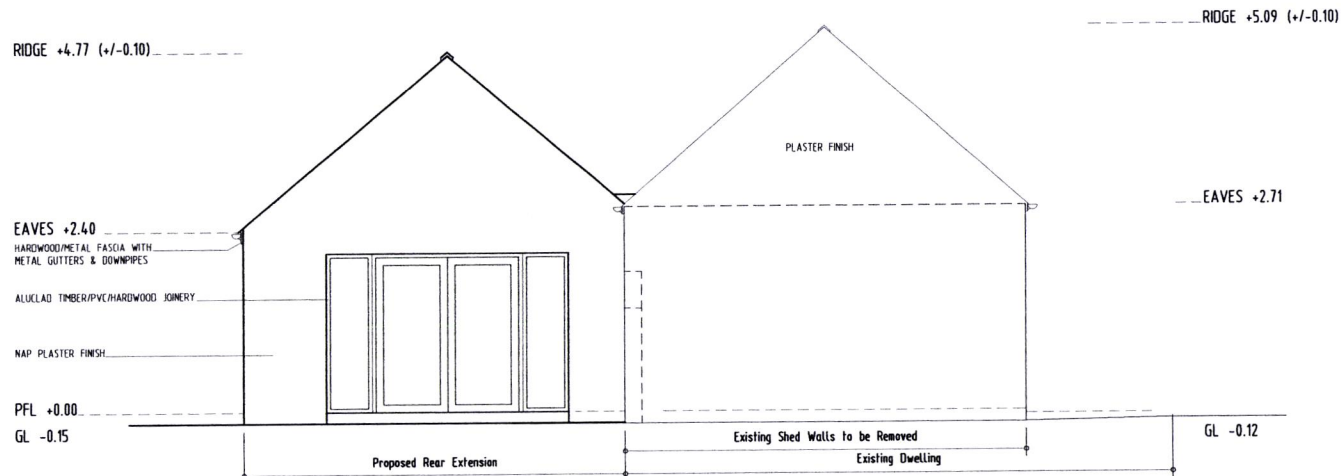 RIDGE +5.09 (+/-0.10)
RIDGE +4.77 (+/-0.10)
PLASTER FINISH
EAVES +2.71
EAVES +2.40
HARDWOOD/METAL FASCIA WITH
METAL GUTTERS & DOWNPIPES
ALUCLAD TIMBER/PVC/HARDWOOD JOINERY
NAP PLASTER FINISH
PFL +0.00
GL -0.15
GL -0.12
Existing Shed Walls to be Removed
Proposed Rear Extension
Existing Dwelling